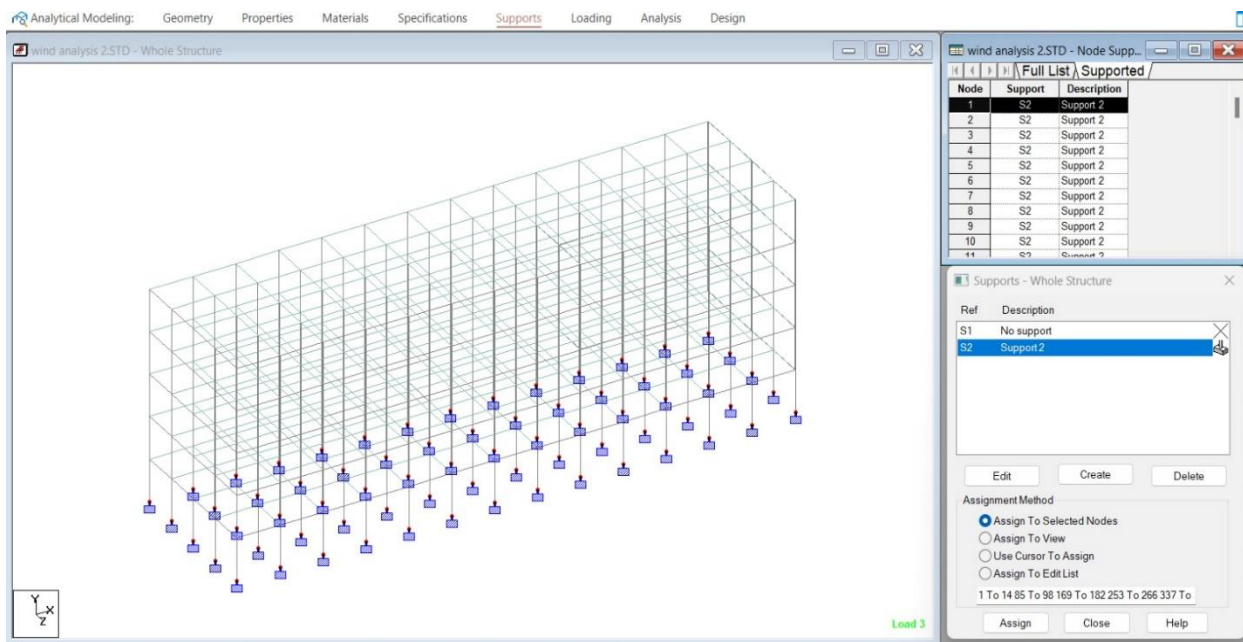 Analytical Modeling: Geometry Properties Materials Specifications Supports Loading Analysis Design
wind analysis 2.STD - Whole Structure
Y
X
Z
Load 3
wind analysis 2.STD - Node Supp...
Full List Supported
Node Support Description
1 S2 Support 2
2 S2 Support 2
3 S2 Support 2
4 S2 Support 2
5 S2 Support 2
6 S2 Support 2
7 S2 Support 2
8 S2 Support 2
9 S2 Support 2
10 S2 Support 2
11 S2 Support 2
Supports - Whole Structure
Ref Description
S1 No support
S2 Support 2
Edit Create Delete
Assignment Method
Assign To Selected Nodes
Assign To View
Use Cursor To Assign
Assign To Edit List
1 To 14 85 To 98 169 To 182 253 To 266 337 To
Assign Close Help